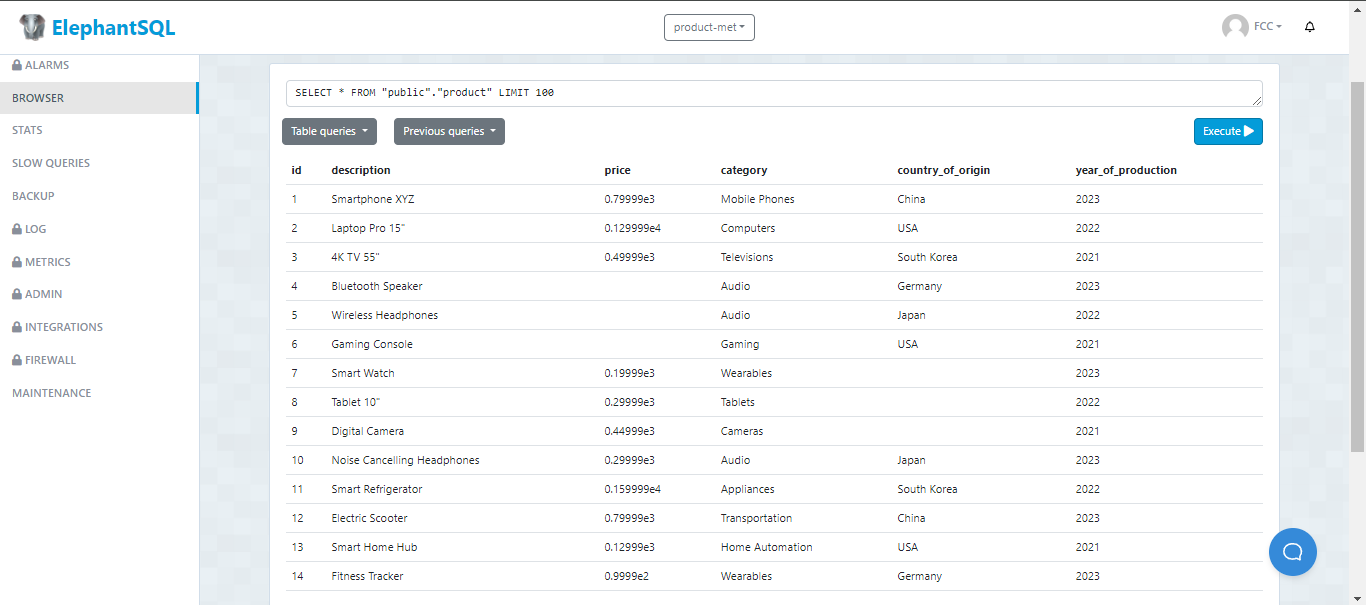 ElephantSQL
product-met
FCC
ALARMS
BROWSER
STATS
SLOW QUERIES
BACKUP
LOG
METRICS
ADMIN
INTEGRATIONS
FIREWALL
MAINTENANCE
SELECT * FROM "public"."product" LIMIT 100
Table queries Previous queries Execute
id description price category country_of_origin year_of_production
1 Smartphone XYZ 0.79999e3 Mobile Phones China 2023
2 Laptop Pro 15" 0.129999e4 Computers USA 2022
3 4K TV 55" 0.49999e3 Televisions South Korea 2021
4 Bluetooth Speaker Audio Germany 2023
5 Wireless Headphones Audio Japan 2022
6 Gaming Console Gaming USA 2021
7 Smart Watch 0.19999e3 Wearables 2023
8 Tablet 10" 0.29999e3 Tablets 2022
9 Digital Camera 0.44999e3 Cameras 2021
10 Noise Cancelling Headphones 0.29999e3 Audio Japan 2023
11 Smart Refrigerator 0.159999e4 Appliances South Korea 2022
12 Electric Scooter 0.79999e3 Transportation China 2023
13 Smart Home Hub 0.12999e3 Home Automation USA 2021
14 Fitness Tracker 0.9999e2 Wearables Germany 2023